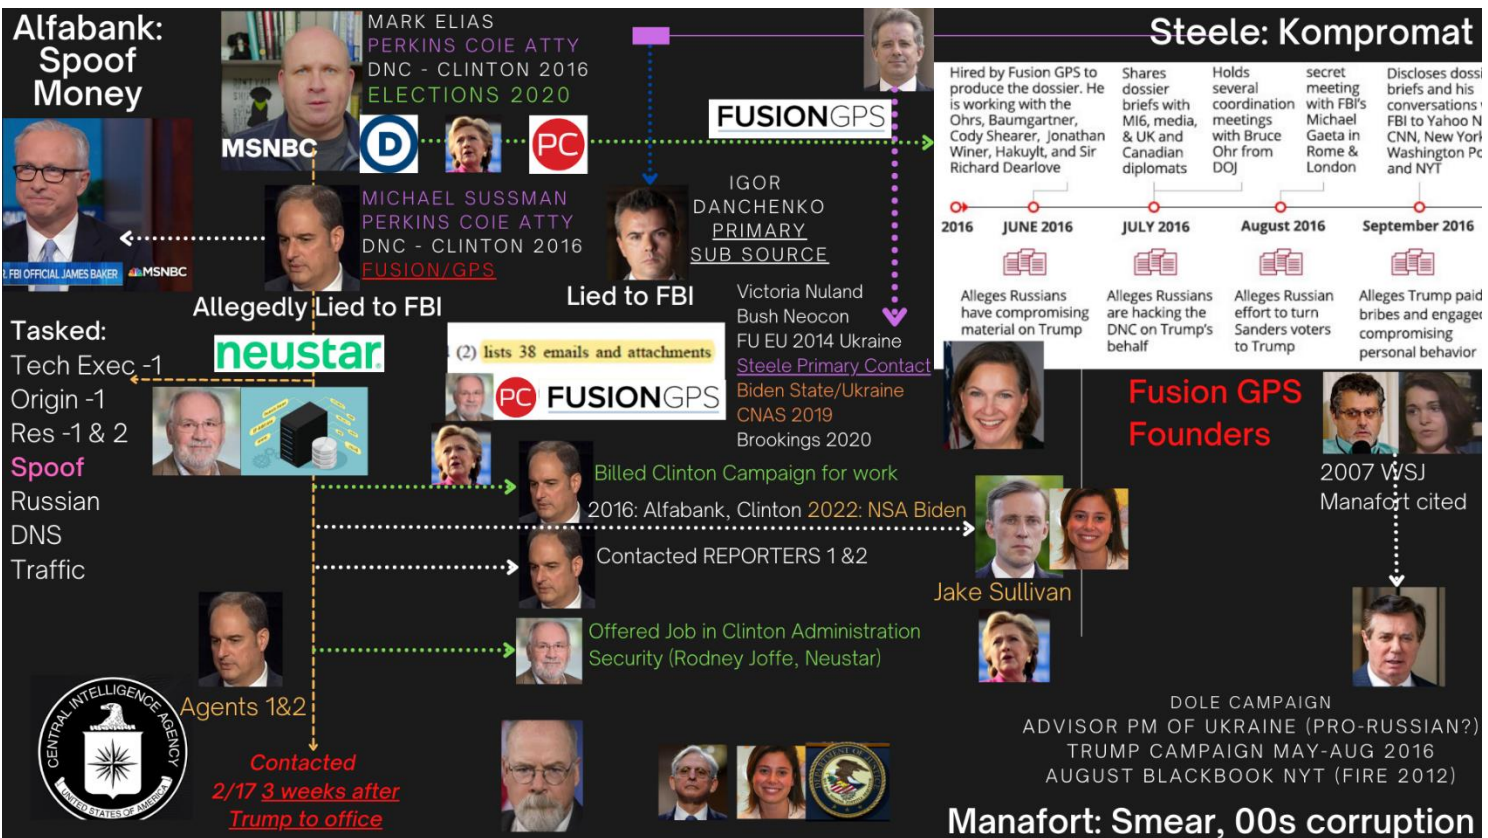 Alfabank:
Spoof
Money
MARK ELIAS
PERKINS COIE ATTY
DNC - CLINTON 2016
ELECTIONS 2020
MSNBC
D
PC
FUSIONGPS
Steele: Kompromat
Hired by Fusion GPS to
produce the dossier. He
is working with the
Ohrs, Baumgartner,
Cody Shearer, Jonathan
Winer, Hakuylt, and Sir
Richard Dearlove
Shares
dossier
briefs with
MI6, media,
& UK and
Canadian
diplomats
Holds
several
coordination
meetings
with Bruce
Ohr from
DOJ
secret
meeting
with FBI's
Michael
Gaeta in
Rome &
London
Discloses dossi
briefs and his
conversations
FBI to Yahoo N
CNN, New York
Washington Po
and NYT
2016
JUNE 2016
JULY 2016
August 2016
September 2016
Alleges Russians
have compromising
material on Trump
Alleges Russians
are hacking the
DNC on Trump's
behalf
Alleges Russian
effort to turn
Sanders voters
to Trump
Alleges Trump paid
bribes and engage
compromising
personal behavior
R. FBI OFFICIAL JAMES BAKER
MSNBC
MICHAEL SUSSMAN
PERKINS COIE ATTY
DNC - CLINTON 2016
FUSION/GPS
Allegedly Lied to FBI
IGOR
DANCHENKO
PRIMARY
SUB SOURCE
Lied to FBI
Victoria Nuland
Bush Neocon
FU EU 2014 Ukraine
Steele Primary Contact
Biden State/Ukraine
CNAS 2019
Brookings 2020
Tasked:
Tech Exec -1
Origin -1
Res -1 & 2
Spoof
Russian
DNS
Traffic
neustar
(2) lists 38 emails and attachments
PC
FUSIONGPS
Fusion GPS
Founders
2007 WSJ
Manafort cited
Billed Clinton Campaign for work
2016: Alfabank, Clinton 2022: NSA Biden
Contacted REPORTERS 1 &2
Jake Sullivan
Offered Job in Clinton Administration
Security (Rodney Joffe, Neustar)
Agents 1&2
CENTRAL INTELLIGENCE AGENCY
UNITED STATES OF AMERICA
Contacted
2/17 3 weeks after
Trump to office
DOLE CAMPAIGN
ADVISOR PM OF UKRAINE (PRO-RUSSIAN?)
TRUMP CAMPAIGN MAY-AUG 2016
AUGUST BLACKBOOK NYT (FIRE 2012)
Manafort: Smear, 00s corruption